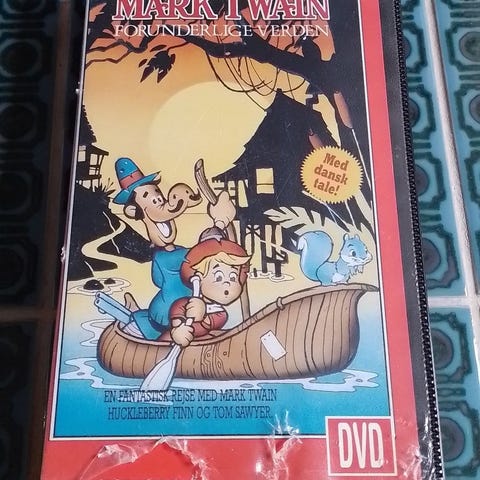 MARK TWAIN
FORUNDERLIGE VERDEN
Med
dansk
tale!
EN FANTASTISK REJSE MED MARK TWAIN
HUCKLEBERRY FINN OG TOM SAWYER.
DVD